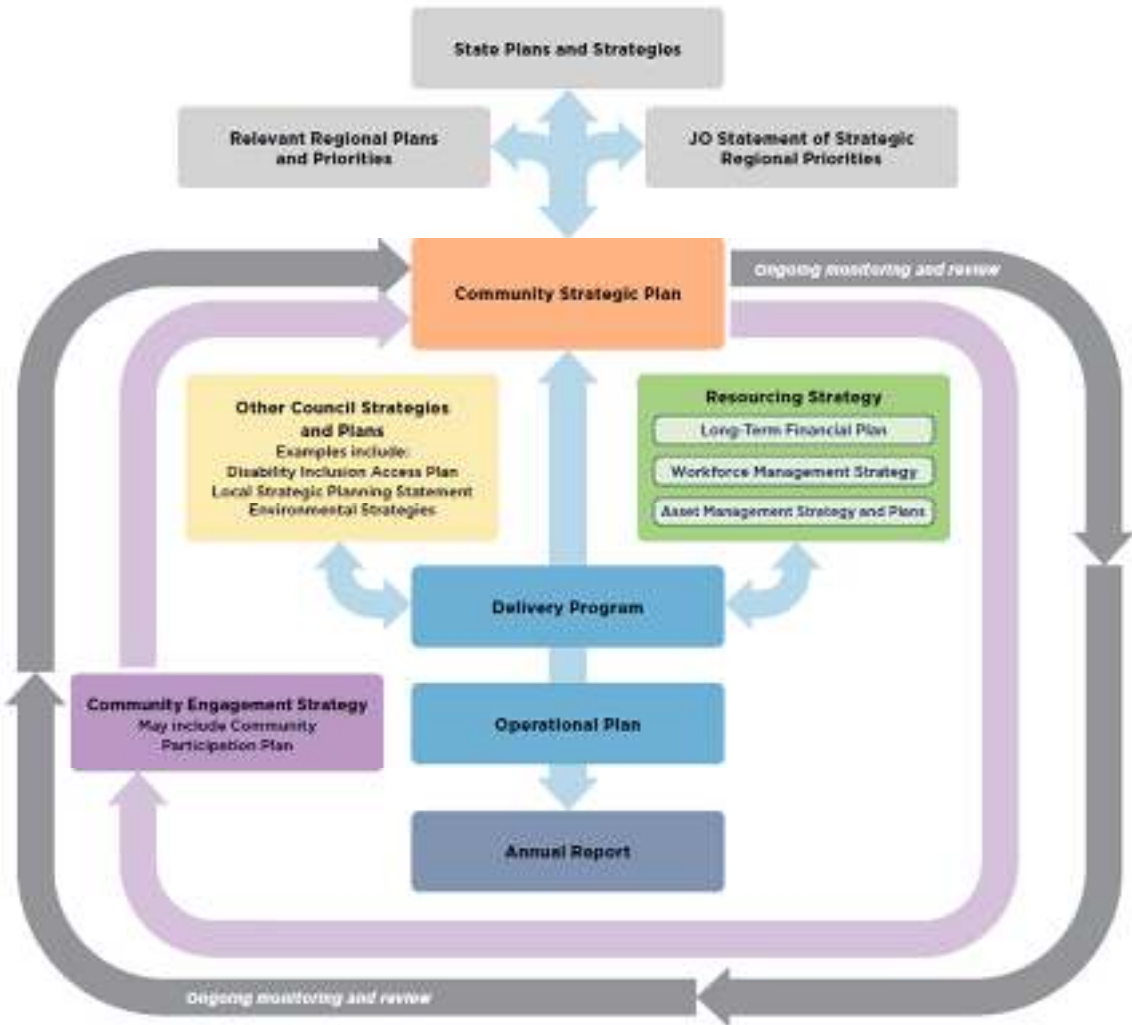 State Plans and Strategies
Relevant Regional Plans
and Priorities
JO Statement of Strategic
Regional Priorities
Community Strategic Plan
Ongoing monitoring and review
Other Council Strategies
and Plans
Examples include:
Disability Inclusion Access Plan
Local Strategic Planning Statement
Environmental Strategies
Resourcing Strategy
Long-Term Financial Plan
Workforce Management Strategy
Asset Management Strategy and Plans
Delivery Program
Community Engagement Strategy
May include Community
Participation Plan
Operational Plan
Annual Report
Ongoing monitoring and review